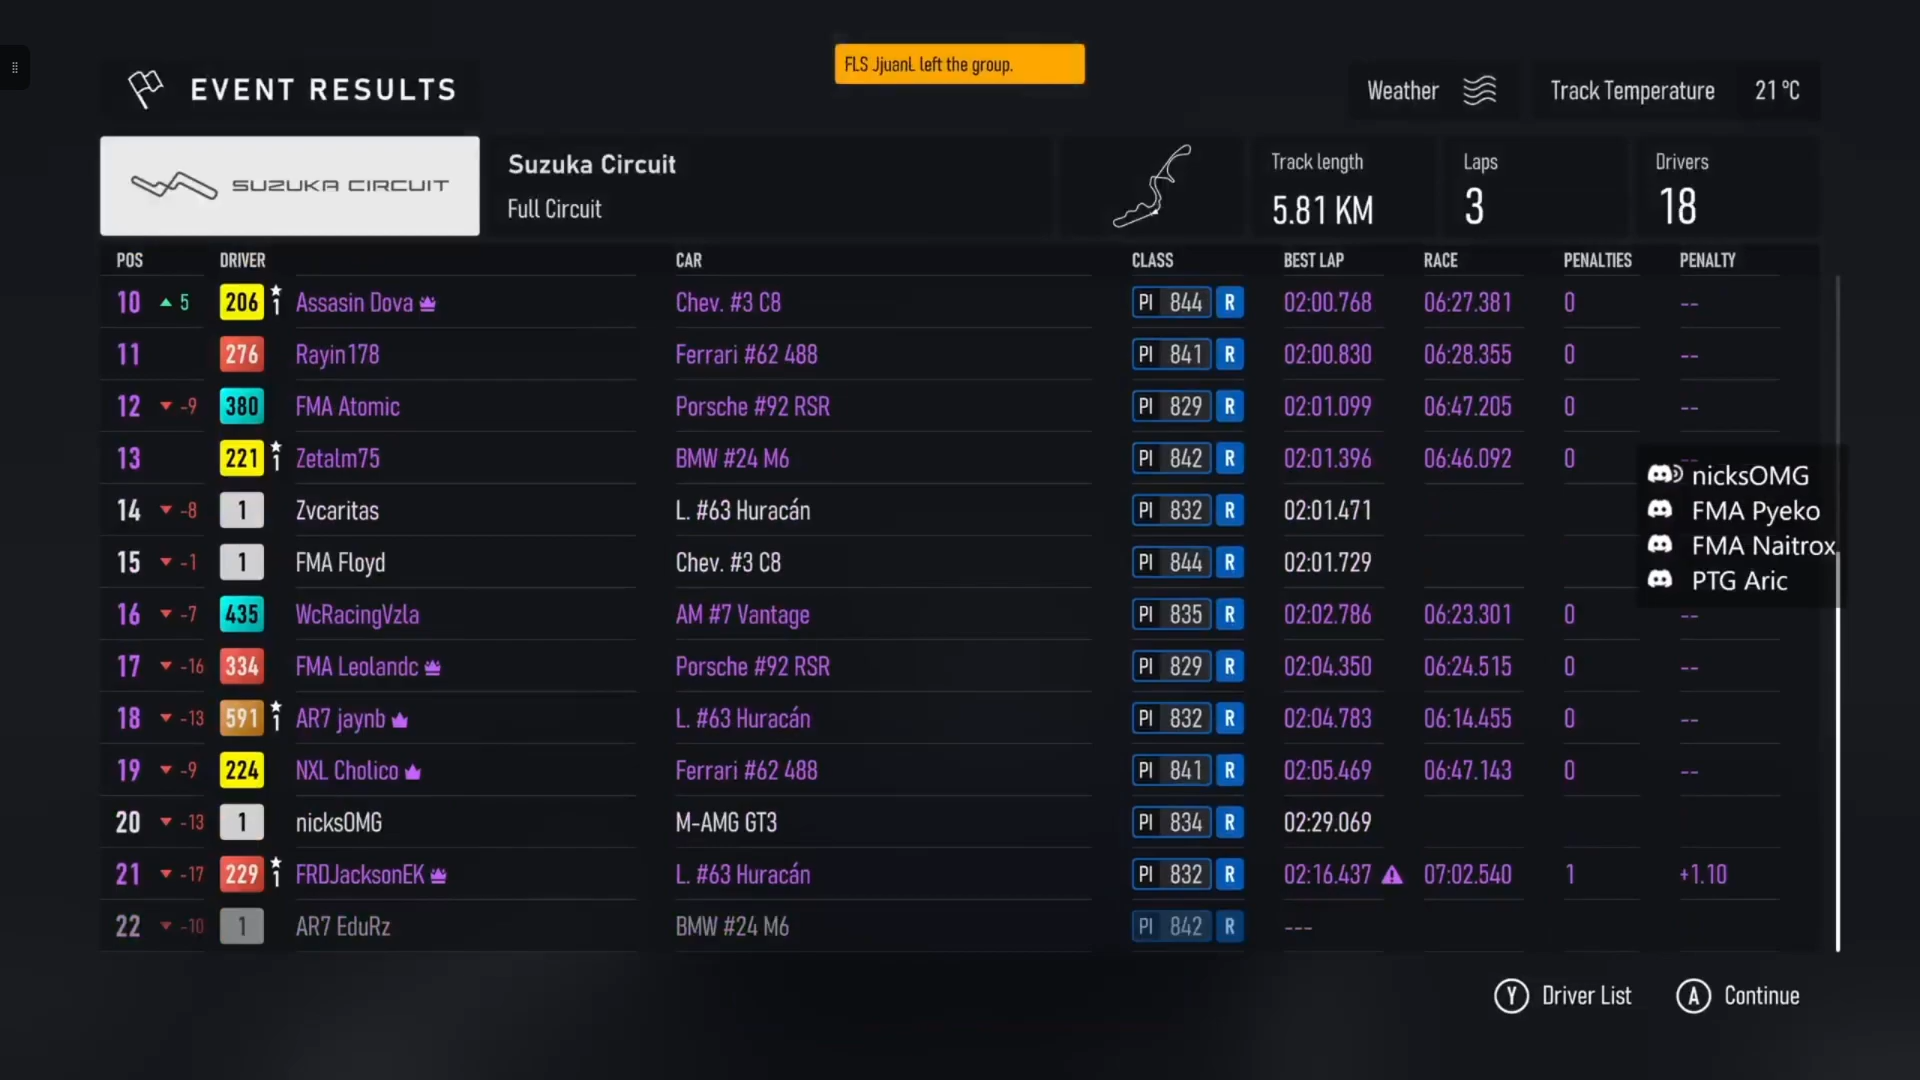 FLS JjuanL left the group.
EVENT RESULTS
Weather
Track Temperature 21 ºC
SUZUKA CIRCUIT
Suzuka Circuit
Full Circuit
Track length
5.81 KM
Laps
3
Drivers
18
POS DRIVER CAR CLASS BEST LAP RACE PENALTIES PENALTY
10 5 206 1 Assasin Dova Chev. #3 C8 PI 844 R 02:00.768 06:27.381 0 --
11 276 Rayin178 Ferrari #62 488 PI 841 R 02:00.830 06:28.355 0 --
12 -9 380 FMA Atomic Porsche #92 RSR PI 829 R 02:01.099 06:47.205 0 --
13 221 1 Zetalm75 BMW #24 M6 PI 842 R 02:01.396 06:46.092 0 --
14 -8 1 Zvcaritas L. #63 Huracán PI 832 R 02:01.471
15 -1 1 FMA Floyd Chev. #3 C8 PI 844 R 02:01.729
16 -7 435 WcRacingVzla AM #7 Vantage PI 835 R 02:02.786 06:23.301 0 --
17 -16 334 FMA Leolandc Porsche #92 RSR PI 829 R 02:04.350 06:24.515 0 --
18 -13 591 1 AR7 jaynb L. #63 Huracán PI 832 R 02:04.783 06:14.455 0 --
19 -9 224 NXL Cholico Ferrari #62 488 PI 841 R 02:05.469 06:47.143 0 --
20 -13 1 nicksOMG M-AMG GT3 PI 834 R 02:29.069
21 -17 229 1 FRDJacksonEK L. #63 Huracán PI 832 R 02:16.437 07:02.540 1 +1.10
22 -10 1 AR7 EduRz BMW #24 M6 PI 842 R ---
nicksOMG
FMA Pyeko
FMA Naitrox
PTG Aric
Y Driver List
A Continue